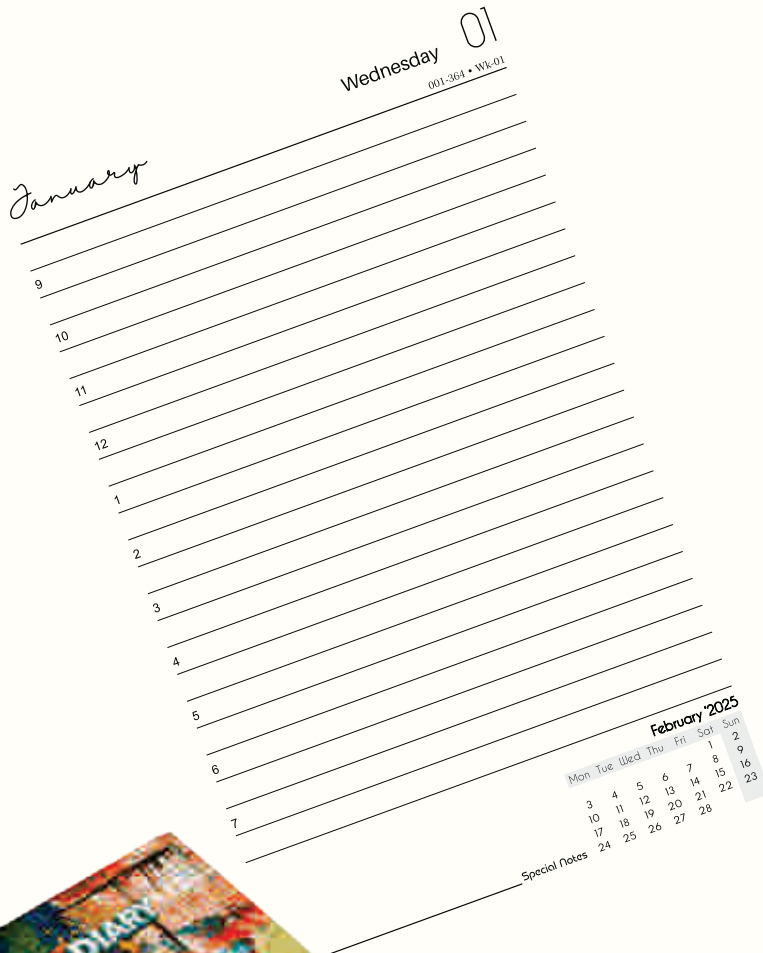 Wednesday 01
001-364 • Wk-01
January
9
10
11
12
1
2
3
4
5
6
7
February '2025
Mon Tue Wed Thu Fri Sat Sun
1 2
3 4 5 6 7 8 9
10 11 12 13 14 15 16
17 18 19 20 21 22 23
24 25 26 27 28
Special Notes
DIARY